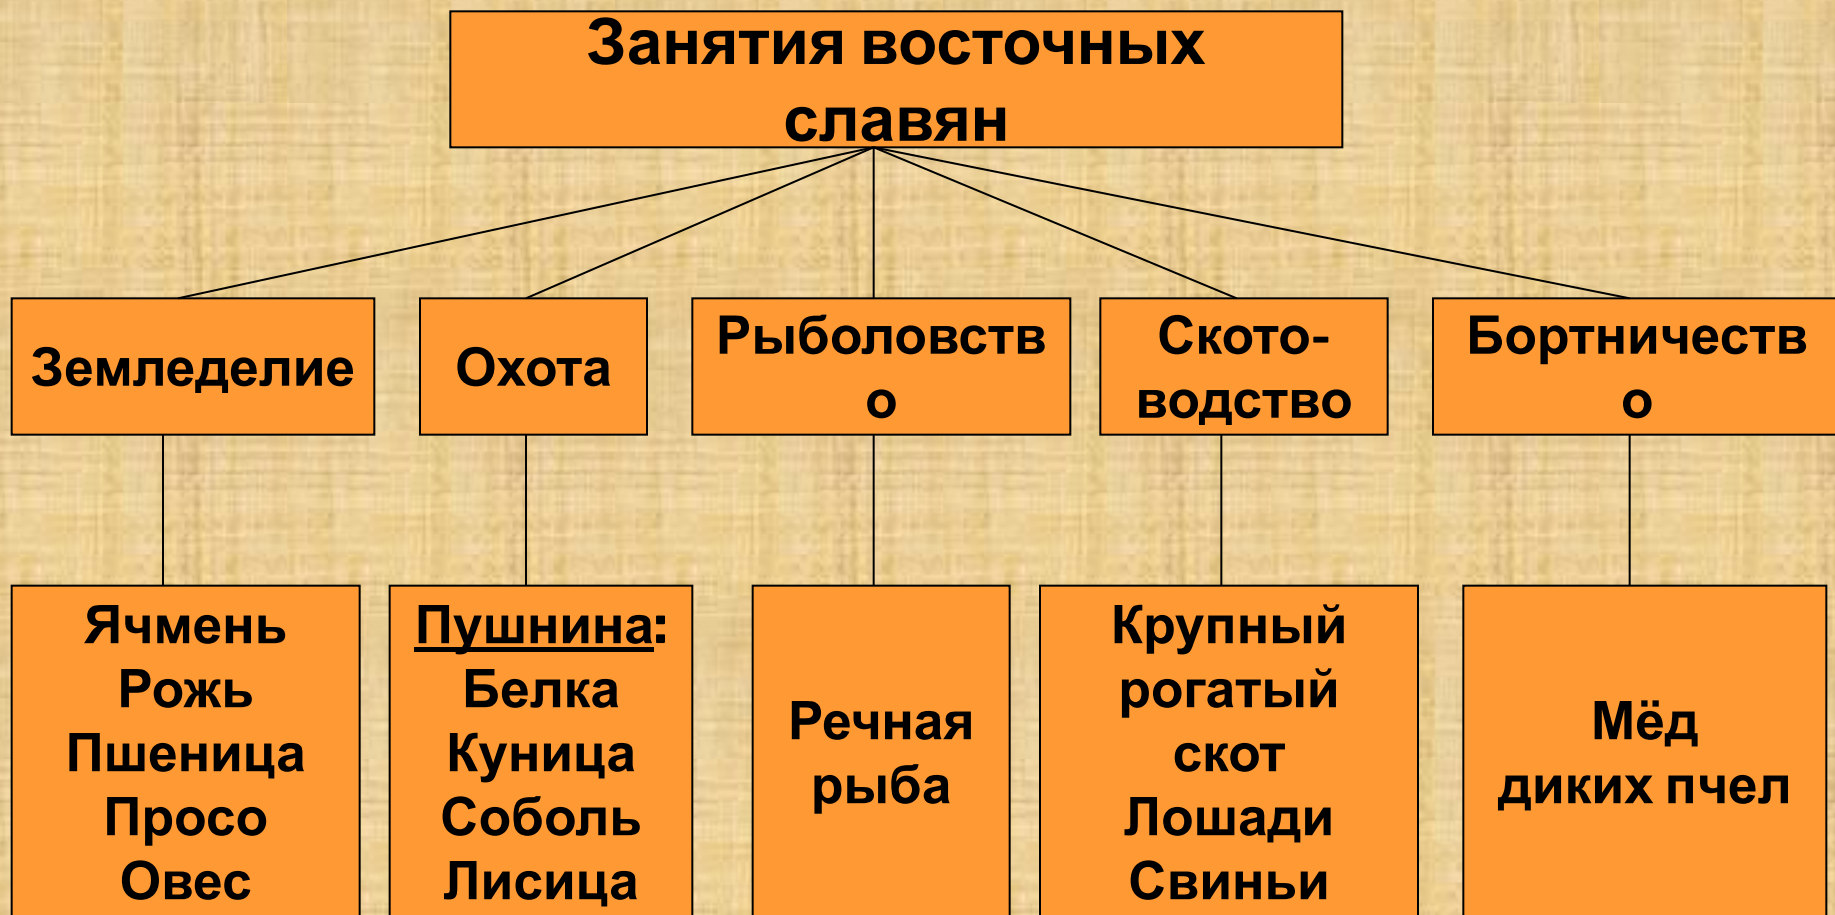 Занятия восточных
славян
Земледелие
Охота
Рыболовств
о
Ското-
водство
Бортничеств
о
Ячмень
Рожь
Пшеница
Просо
Овес
Пушнина:
Белка
Куница
Соболь
Лисица
Речная
рыба
Крупный
рогатый
скот
Лошади
Свиньи
Мёд
диких пчел